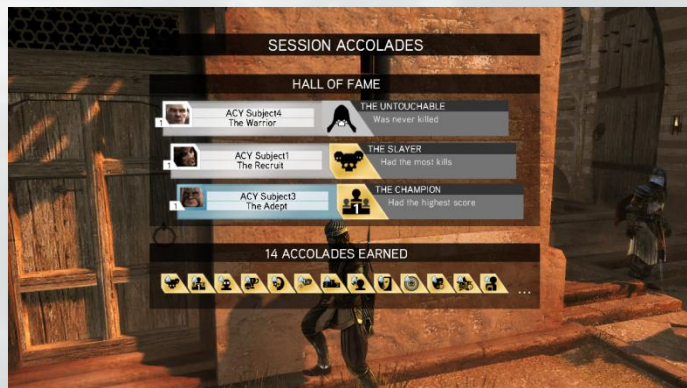 SESSION ACCOLADES
HALL OF FAME
1
ACY Subject4
The Warrior
THE UNTOUCHABLE
Was never killed
1
ACY Subject1
The Recruit
THE SLAYER
Had the most kills
1
ACY Subject3
The Adept
1
THE CHAMPION
Had the highest score
14 ACCOLADES EARNED
...